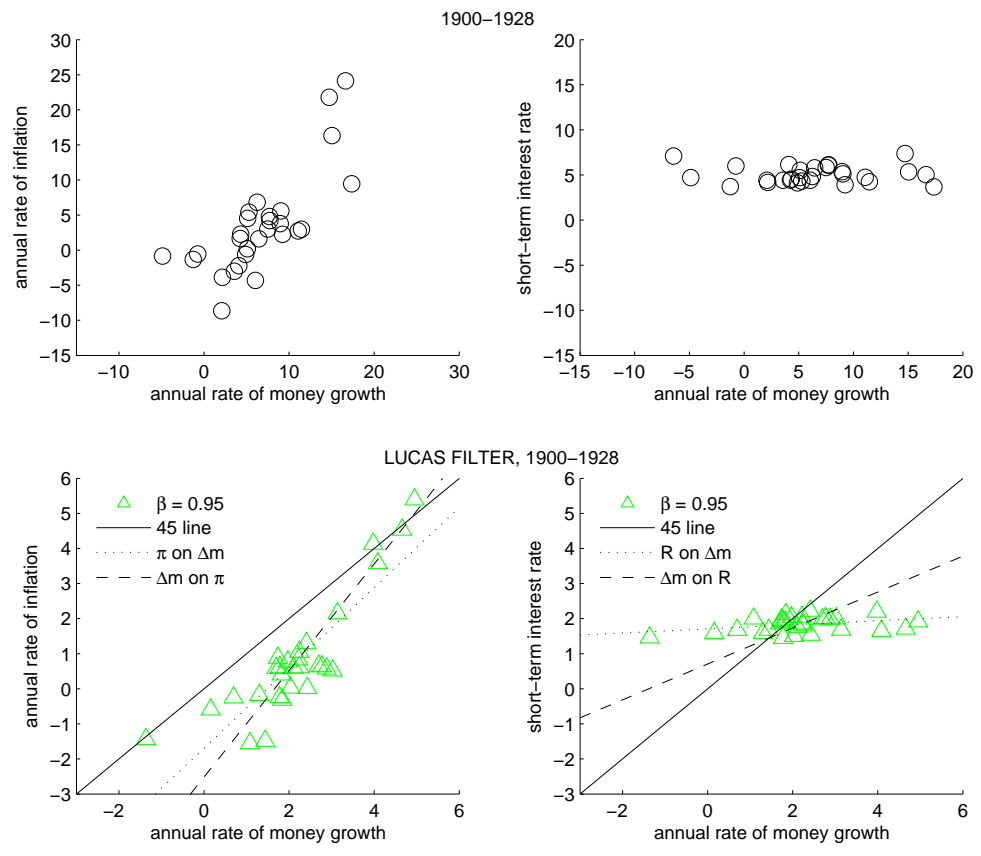 1900−1928
30
25
20
15
10
5
0
−5
−10
−15
−10 0 10 20 30
annual rate of money growth
annual rate of inflation
20
15
10
5
0
−5
−10
−15
−15 −10 −5 0 5 10 15 20
annual rate of money growth
short−term interest rate
LUCAS FILTER, 1900−1928
6
5
4
3
2
1
0
−1
−2
−3
−2 0 2 4 6
annual rate of money growth
annual rate of inflation
β = 0.95
45 line
π on Δm
Δm on π
6
5
4
3
2
1
0
−1
−2
−3
−2 0 2 4 6
annual rate of money growth
short−term interest rate
β = 0.95
45 line
R on Δm
Δm on R